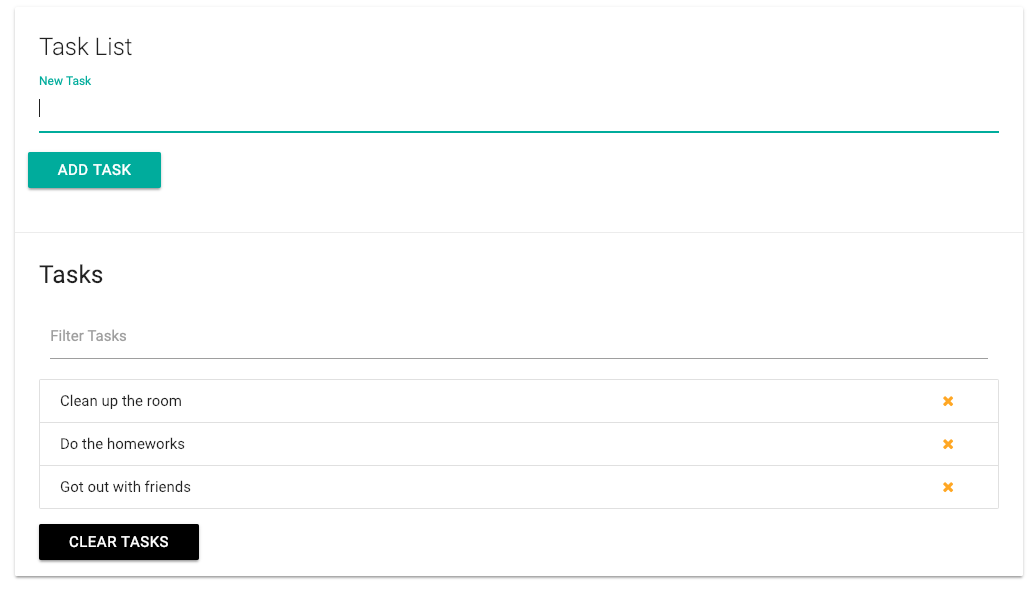 Task List
New Task
ADD TASK
Tasks
Filter Tasks
Clean up the room
Do the homeworks
Got out with friends
CLEAR TASKS